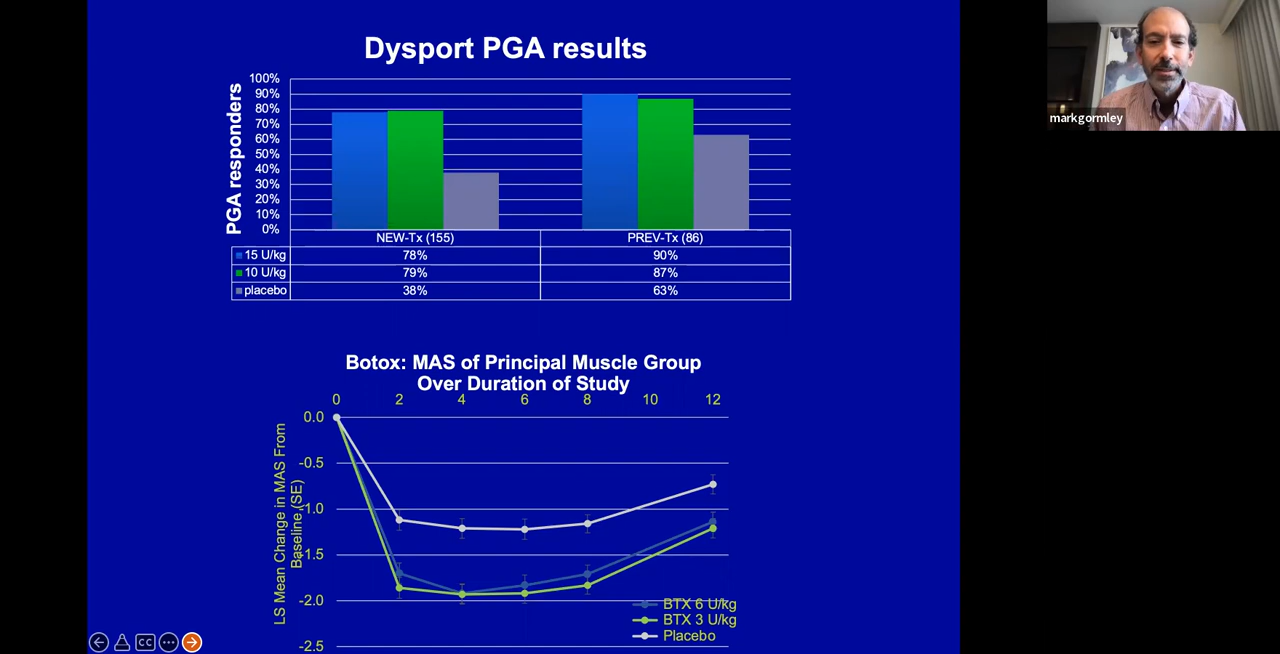 Dysport PGA results
PGA responders
100%
90%
80%
70%
60%
50%
40%
30%
20%
10%
0%
NEW-Tx (155) PREV-Tx (86)
15 U/kg 78% 90%
10 U/kg 79% 87%
placebo 38% 63%
Botox: MAS of Principal Muscle Group
Over Duration of Study
0 2 4 6 8 10 12
LS Mean Change in MAS From
Baseline (SE)
0.0
-0.5
-1.0
-1.5
-2.0
-2.5
BTX 6 U/kg
BTX 3 U/kg
Placebo
CC
markgormley